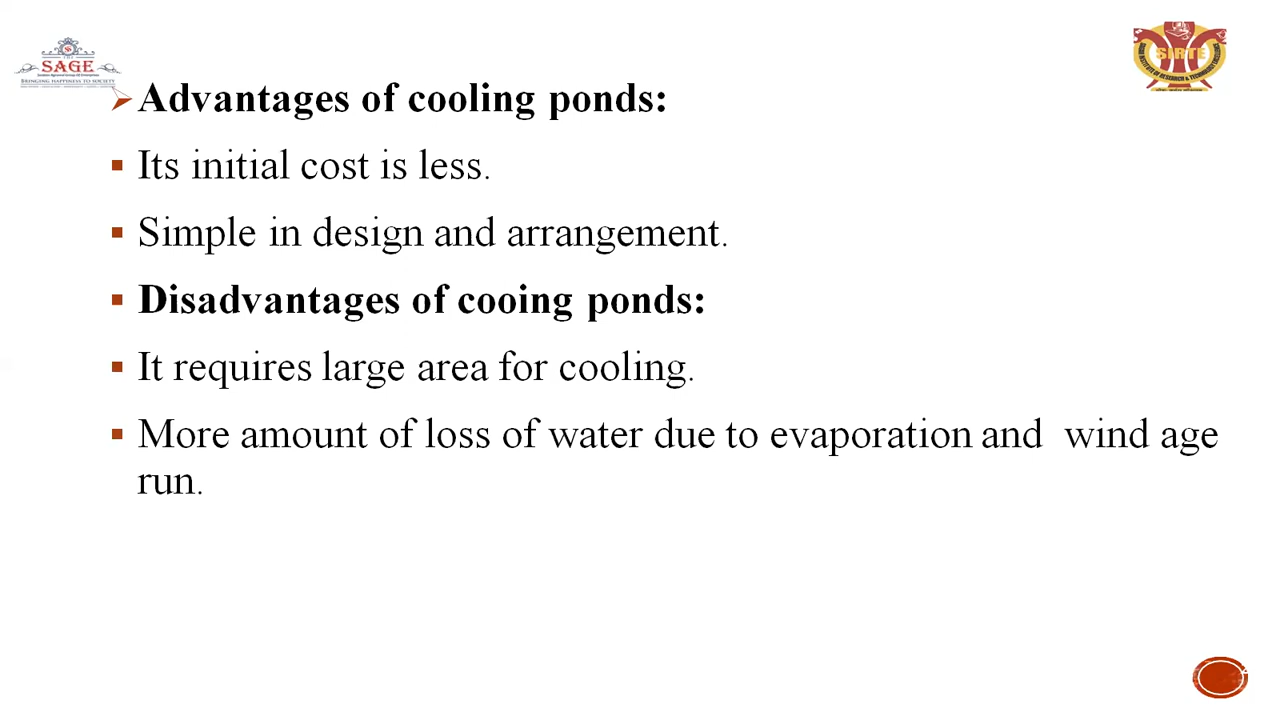 SAGE
BRINGING HAPPINESS TO SOCIETY
SIRTE
Advantages of cooling ponds:
Its initial cost is less.
Simple in design and arrangement.
Disadvantages of cooing ponds:
It requires large area for cooling.
More amount of loss of water due to evaporation and wind age
run.